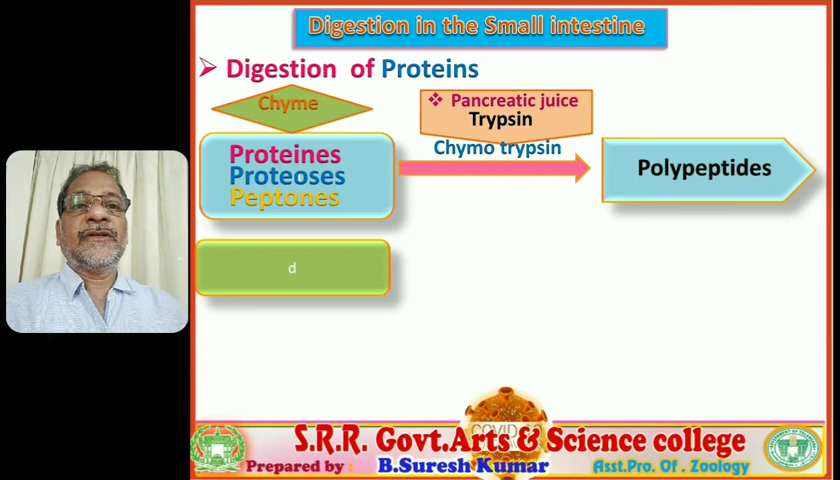 Digestion in the Small intestine
➢ Digestion of Proteins
Chyme
❖ Pancreatic juice
Trypsin
Chymo trypsin
Proteines
Proteoses
Peptones
Polypeptides
d
COVID
S.R.R. Govt.Arts & Science college
Prepared by : B.Suresh Kumar Asst.Pro. Of . Zoology